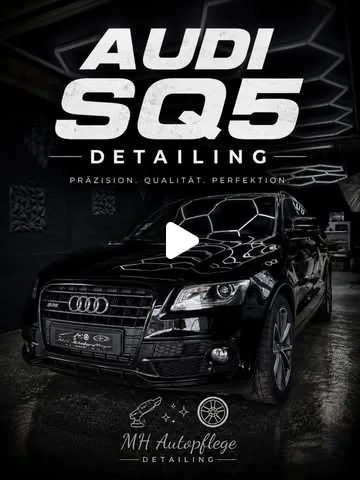 AUDI
SQ5
DETAILING
PRÄZISION. QUALITÄT. PERFEKTION.
MH Autopflege
DETAILING